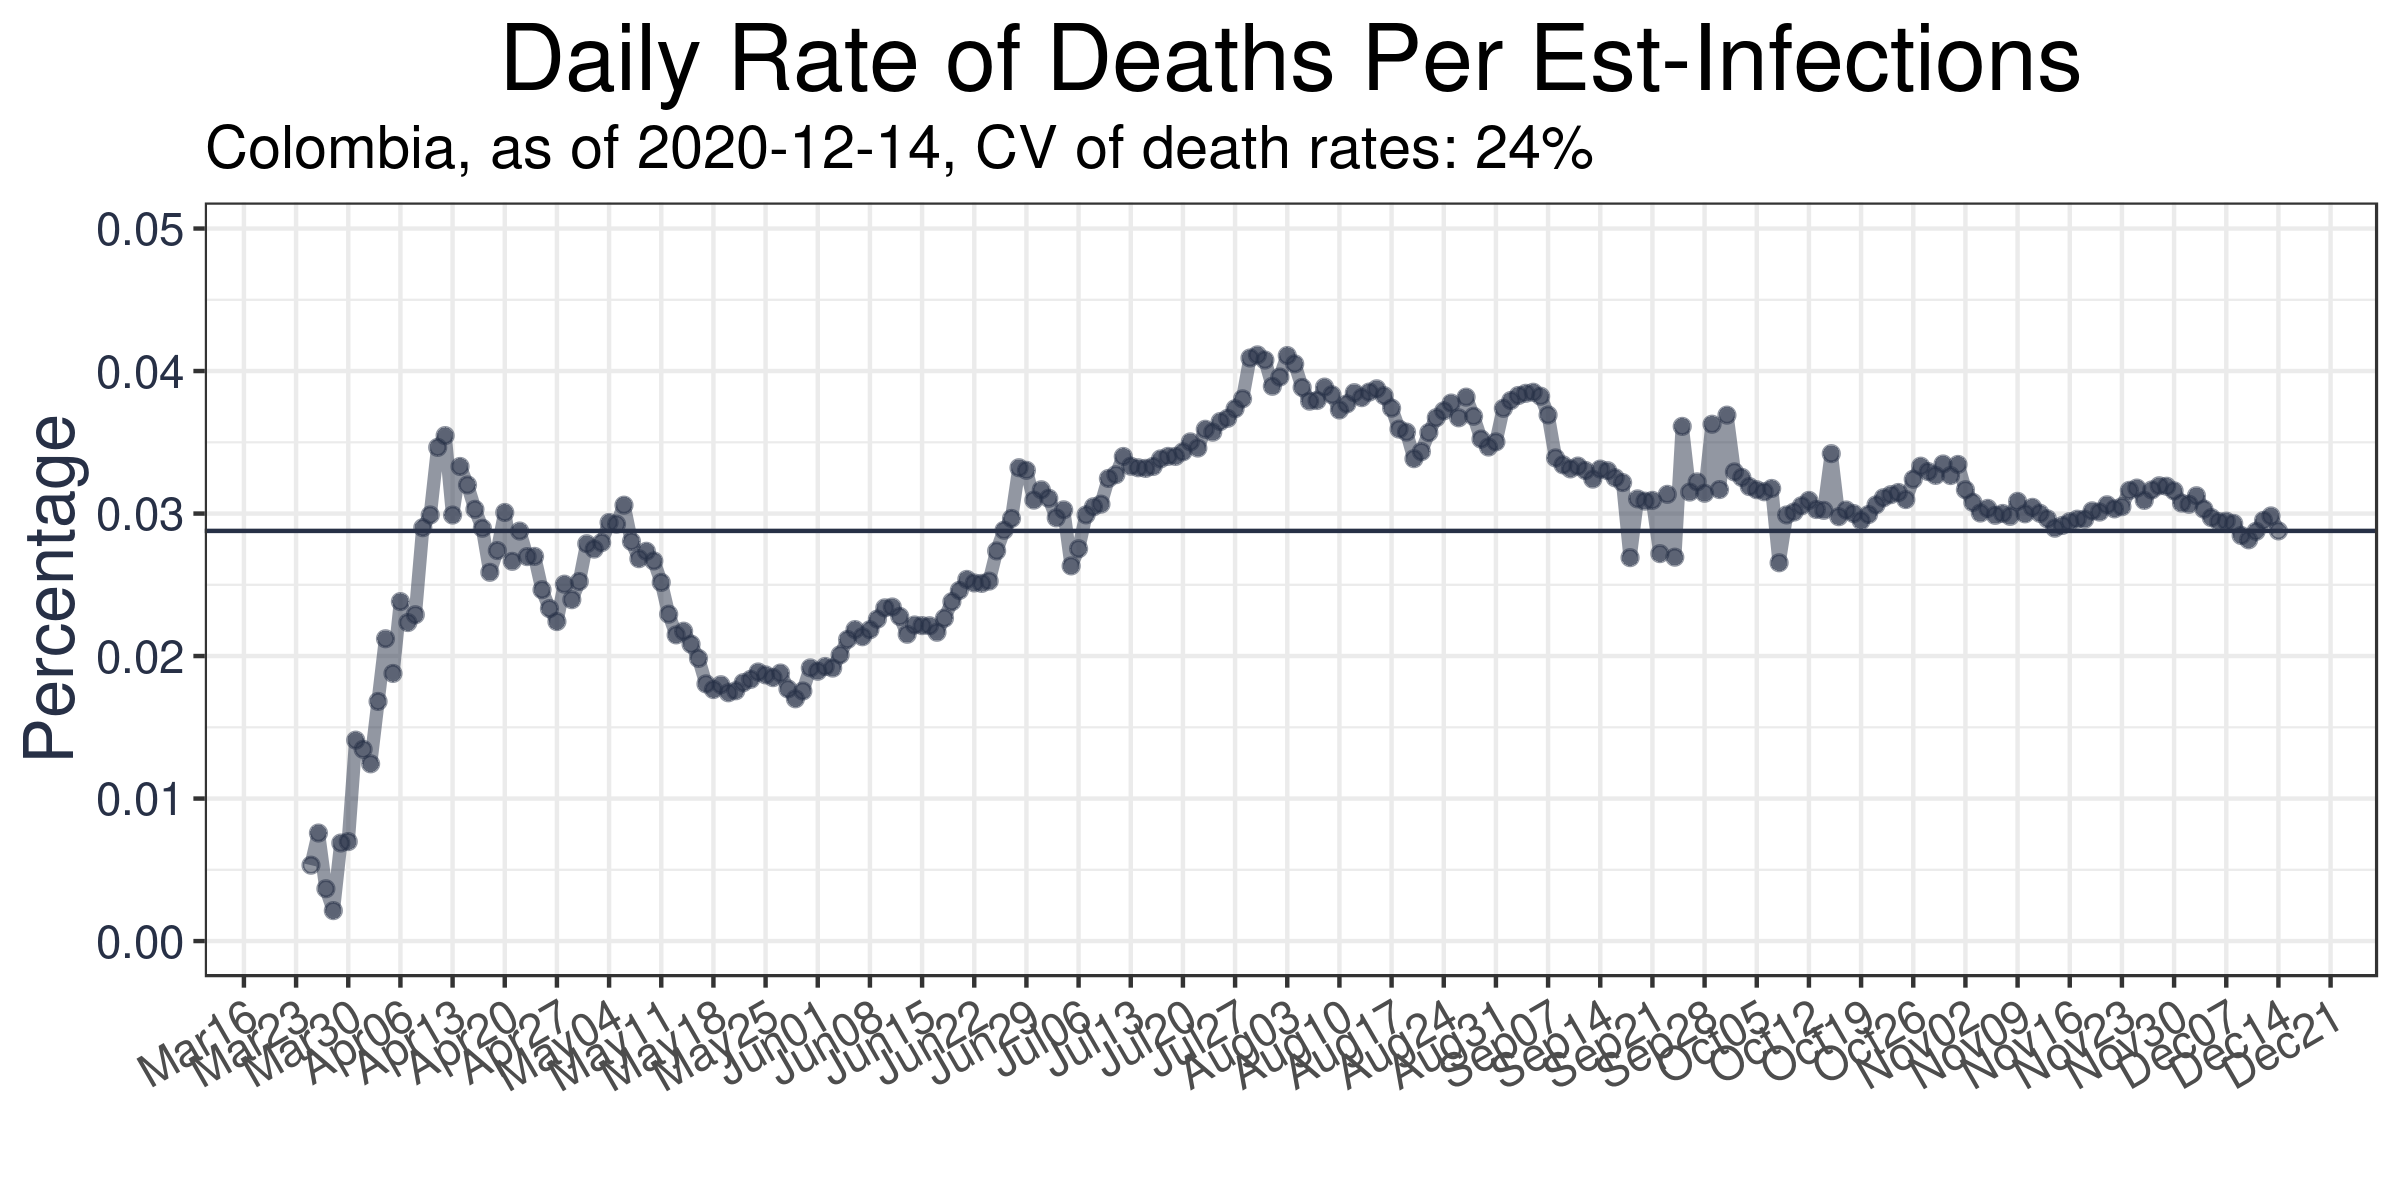 Daily Rate of Deaths Per Est-Infections
Colombia, as of 2020-12-14, CV of death rates: 24%
Percentage
0.05
0.04
0.03
0.02
0.01
0.00
Mar16
Mar23
Mar30
Apr06
Apr13
Apr20
Apr27
May04
May11
May18
May25
Jun01
Jun08
Jun15
Jun22
Jun29
Jul06
Jul13
Jul20
Jul27
Aug03
Aug10
Aug17
Aug24
Aug31
Sep07
Sep14
Sep21
Sep28
Oct05
Oct12
Oct19
Oct26
Nov02
Nov09
Nov16
Nov23
Nov30
Dec07
Dec14
Dec21